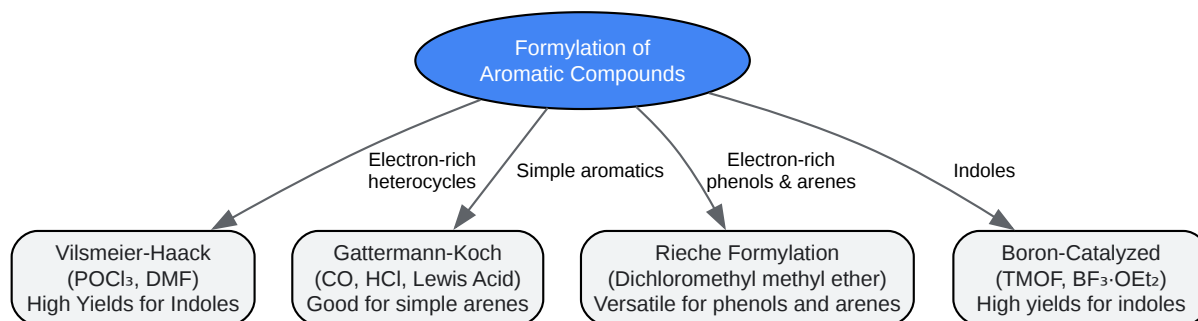 Formylation of
Aromatic Compounds
Electron-rich
heterocycles
Simple aromatics
Electron-rich
phenols & arenes
Indoles
Vilsmeier-Haack
(POCl₃, DMF)
High Yields for Indoles
Gattermann-Koch
(CO, HCl, Lewis Acid)
Good for simple arenes
Rieche Formylation
(Dichloromethyl methyl ether)
Versatile for phenols and arenes
Boron-Catalyzed
(TMOF, BF₃·OEt₂)
High yields for indoles